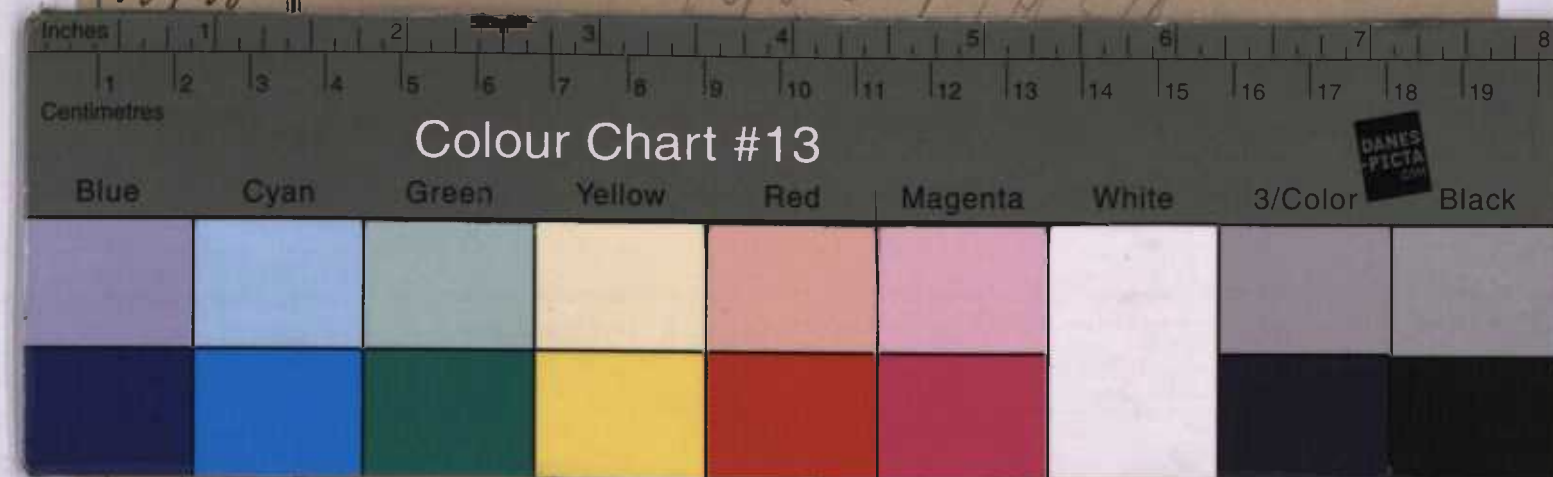 Inches 1 2 3 4 5 6 7 8
1 2 3 4 5 6 7 8 9 10 11 12 13 14 15 16 17 18 19
Centimetres
Colour Chart #13
DANES
-PICTA
.COM
Blue Cyan Green Yellow Red Magenta White 3/Color Black